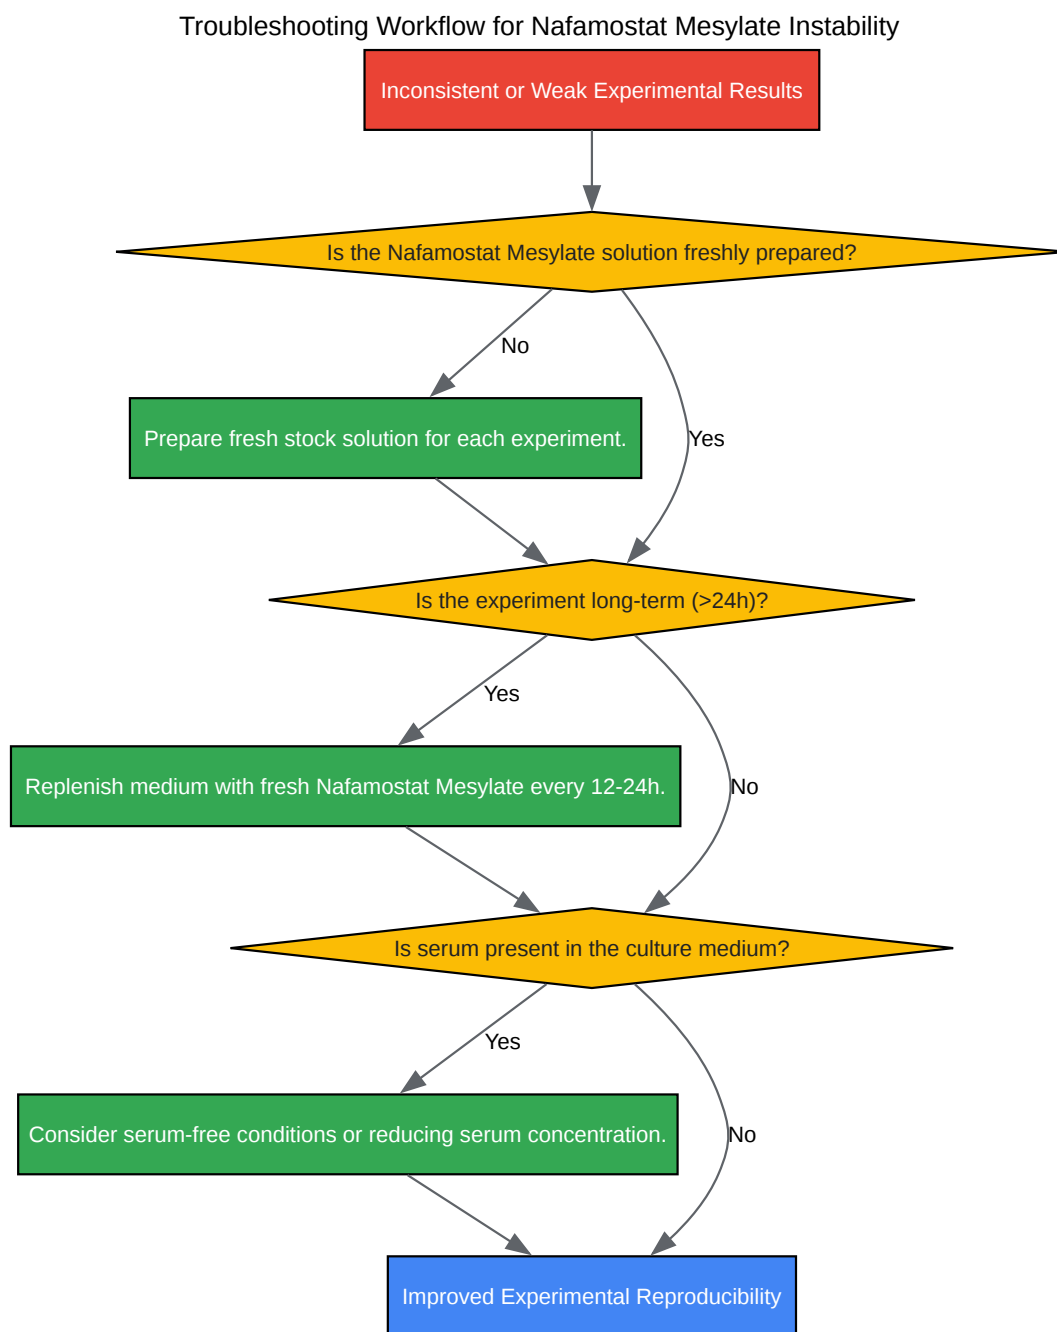 Troubleshooting Workflow for Nafamostat Mesylate Instability
Inconsistent or Weak Experimental Results
Is the Nafamostat Mesylate solution freshly prepared?
No
Prepare fresh stock solution for each experiment.
Yes
Is the experiment long-term (>24h)?
Yes
Replenish medium with fresh Nafamostat Mesylate every 12-24h.
No
Is serum present in the culture medium?
Yes
Consider serum-free conditions or reducing serum concentration.
No
Improved Experimental Reproducibility